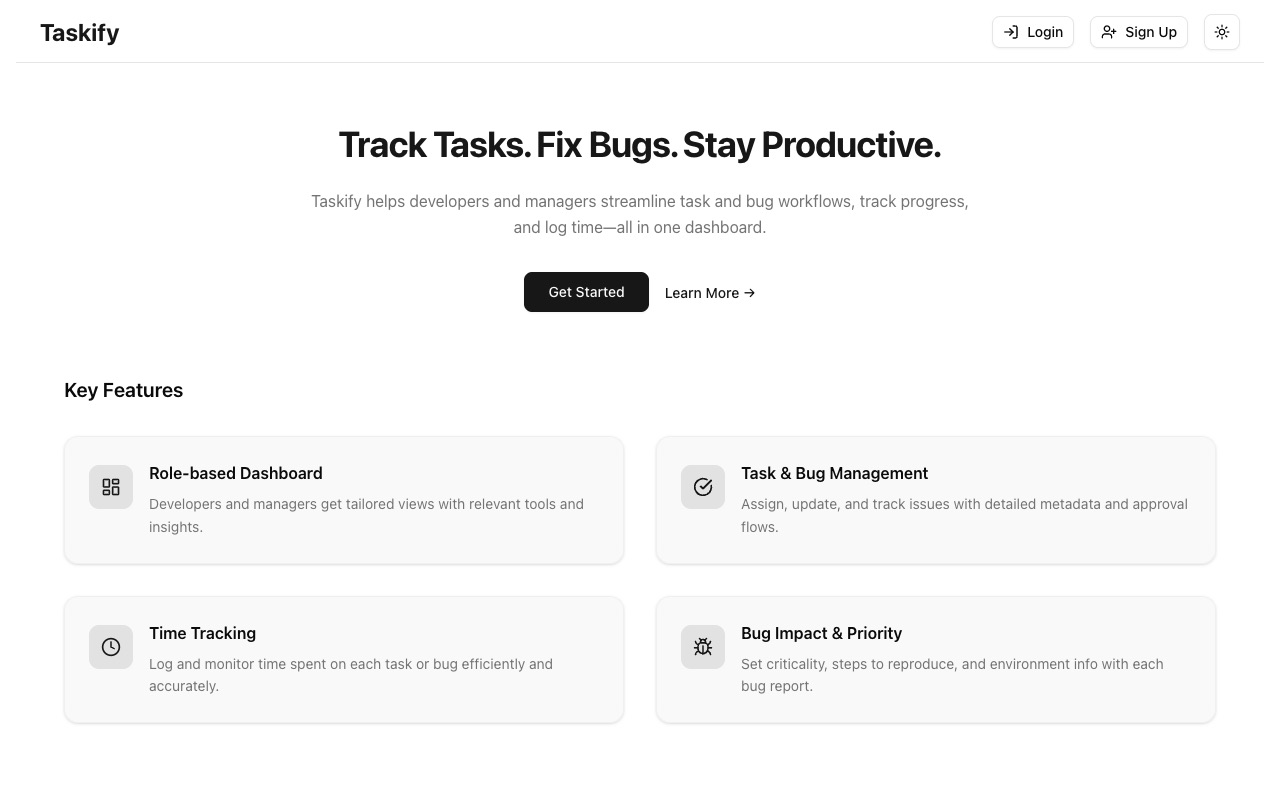 Taskify
Login
Sign Up
Track Tasks. Fix Bugs. Stay Productive.
Taskify helps developers and managers streamline task and bug workflows, track progress,
and log time—all in one dashboard.
Get Started
Learn More →
Key Features
Role-based Dashboard
Developers and managers get tailored views with relevant tools and
insights.
Task & Bug Management
Assign, update, and track issues with detailed metadata and approval
flows.
Time Tracking
Log and monitor time spent on each task or bug efficiently and
accurately.
Bug Impact & Priority
Set criticality, steps to reproduce, and environment info with each
bug report.